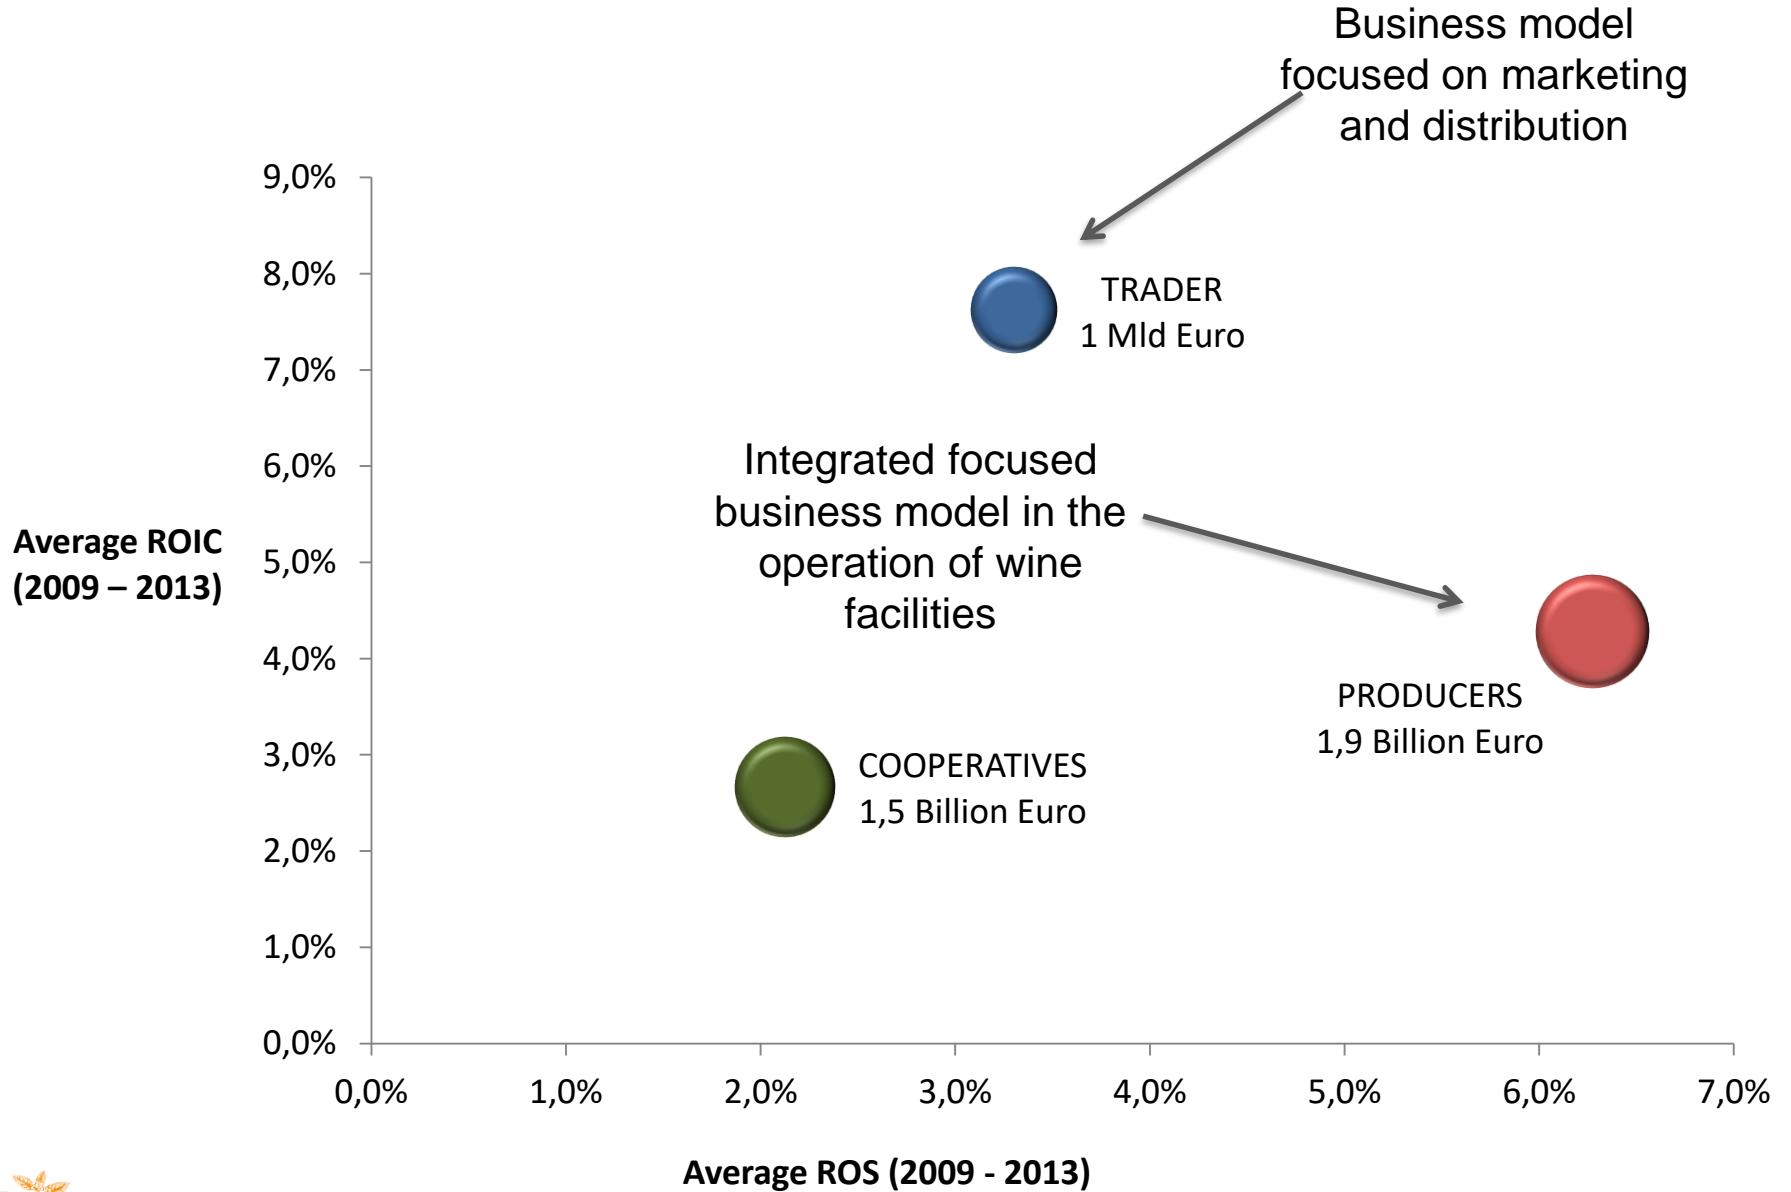 Business model
focused on marketing
and distribution
9,0%
8,0%
7,0%
6,0%
5,0%
4,0%
3,0%
2,0%
1,0%
0,0%
TRADER
1 Mld Euro
Integrated focused
business model in the
operation of wine
facilities
Average ROIC
(2009 – 2013)
PRODUCERS
1,9 Billion Euro
COOPERATIVES
1,5 Billion Euro
0,0%
1,0%
2,0%
3,0%
4,0%
5,0%
6,0%
7,0%
Average ROS (2009 - 2013)